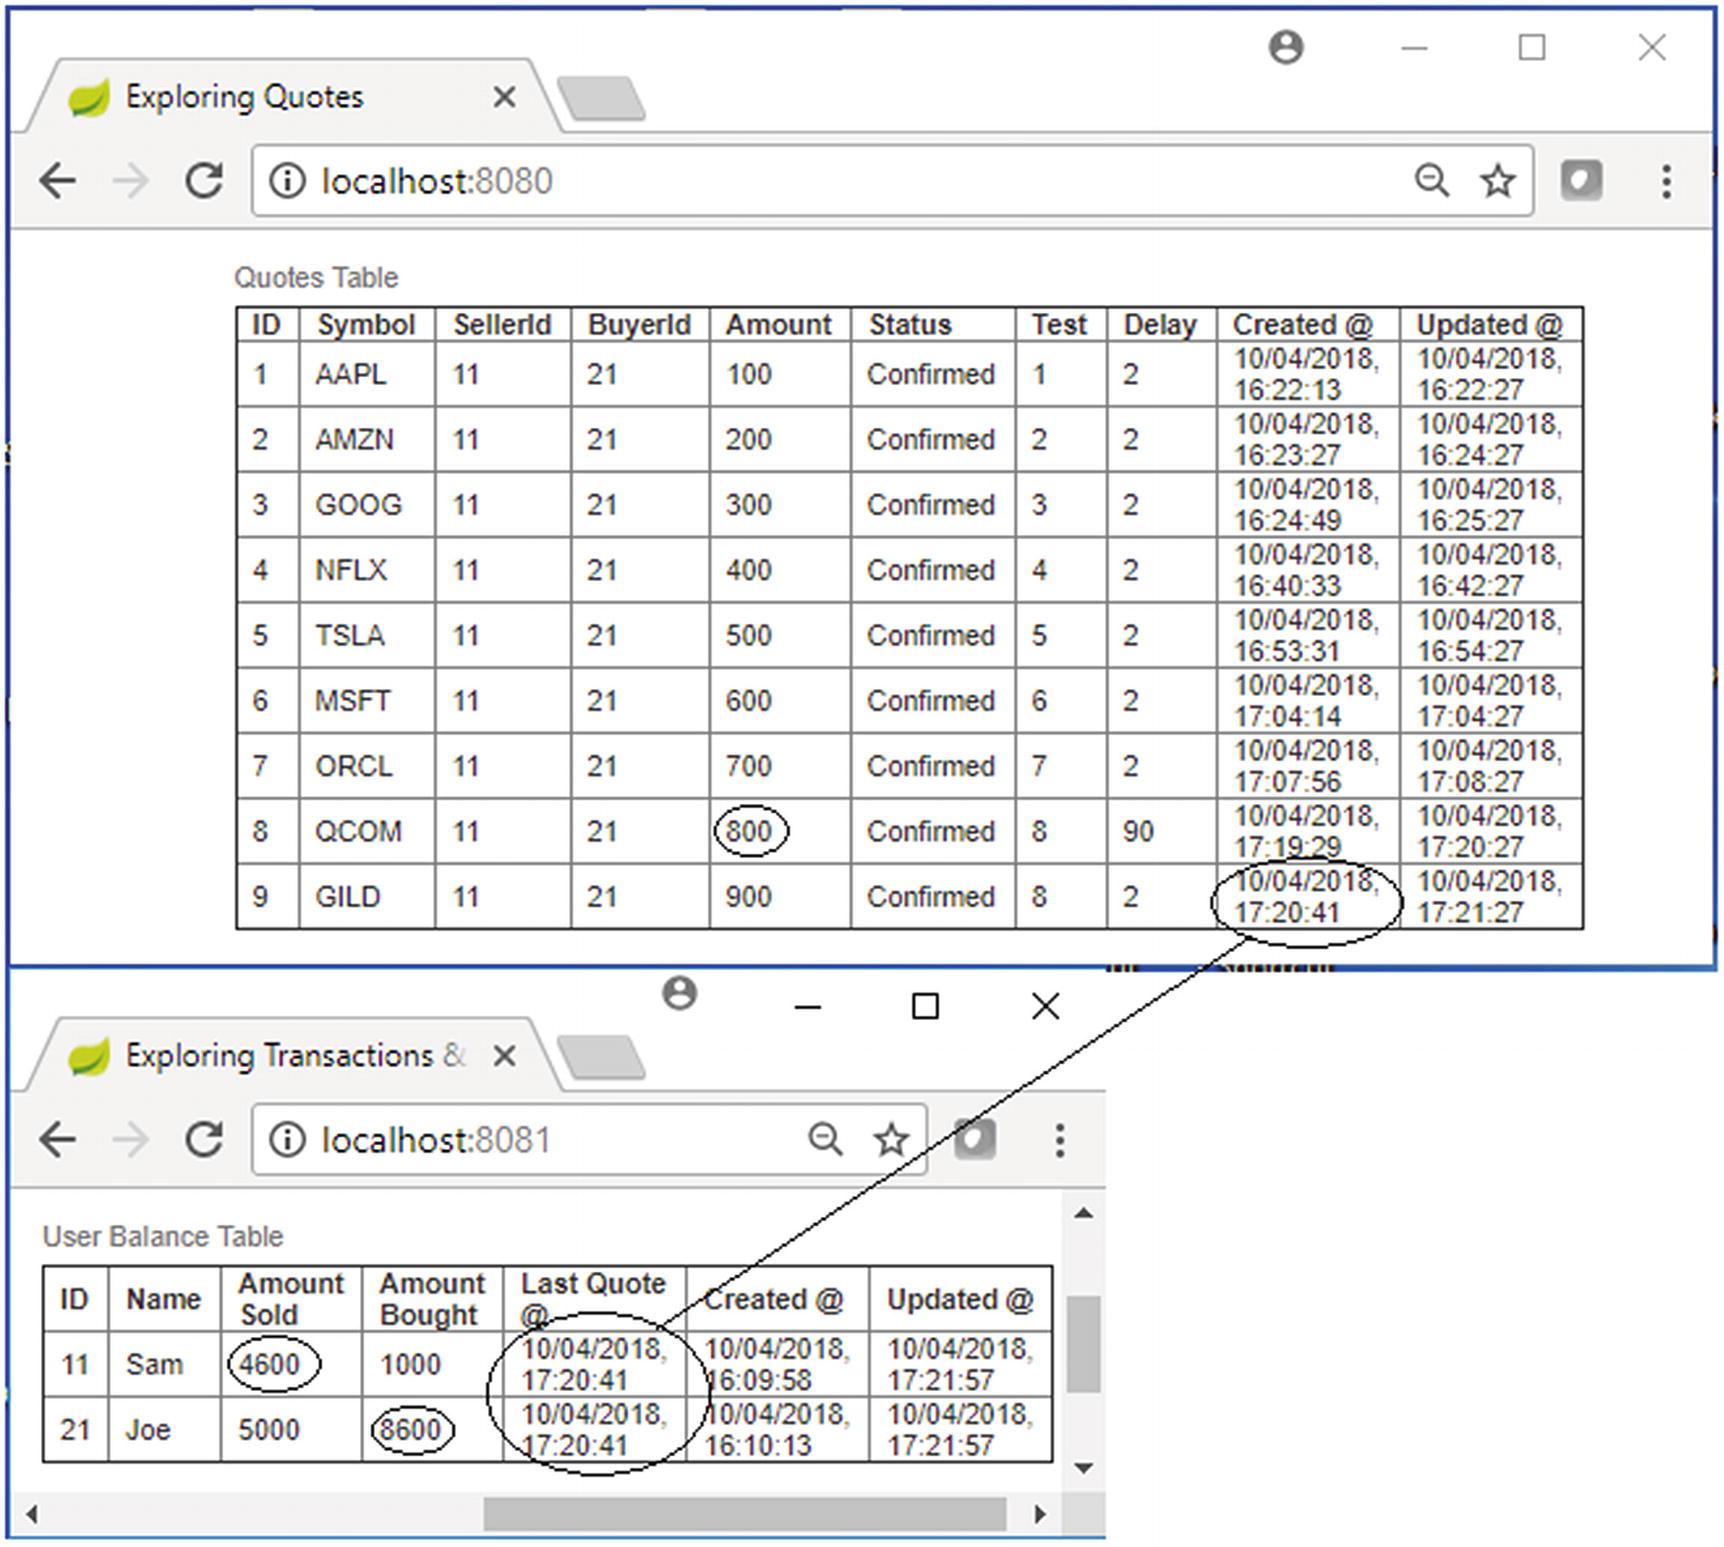 Exploring Quotes
localhost:8080
Quotes Table
ID Symbol SellerId BuyerId Amount Status Test Delay Created @ Updated @
1 AAPL 11 21 100 Confirmed 1 2 10/04/2018, 16:22:13 10/04/2018, 16:22:27
2 AMZN 11 21 200 Confirmed 2 2 10/04/2018, 16:23:27 10/04/2018, 16:24:27
3 GOOG 11 21 300 Confirmed 3 2 10/04/2018, 16:24:49 10/04/2018, 16:25:27
4 NFLX 11 21 400 Confirmed 4 2 10/04/2018, 16:40:33 10/04/2018, 16:42:27
5 TSLA 11 21 500 Confirmed 5 2 10/04/2018, 16:53:31 10/04/2018, 16:54:27
6 MSFT 11 21 600 Confirmed 6 2 10/04/2018, 17:04:14 10/04/2018, 17:04:27
7 ORCL 11 21 700 Confirmed 7 2 10/04/2018, 17:07:56 10/04/2018, 17:08:27
8 QCOM 11 21 800 Confirmed 8 90 10/04/2018, 17:19:29 10/04/2018, 17:20:27
9 GILD 11 21 900 Confirmed 8 2 10/04/2018, 17:20:41 10/04/2018, 17:21:27
Exploring Transactions &
localhost:8081
User Balance Table
ID Name Amount Sold Amount Bought Last Quote @ Created @ Updated @
11 Sam 4600 1000 10/04/2018, 17:20:41 10/04/2018, 16:09:58 10/04/2018, 17:21:57
21 Joe 5000 8600 10/04/2018, 17:20:41 10/04/2018, 16:10:13 10/04/2018, 17:21:57